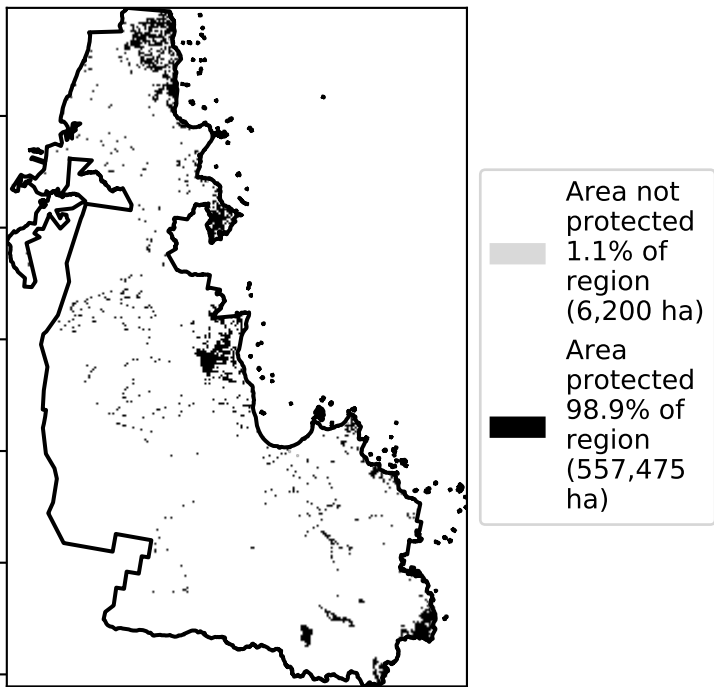 Area not
protected
1.1% of
region
(6,200 ha)
Area
protected
98.9% of
region
(557,475
ha)